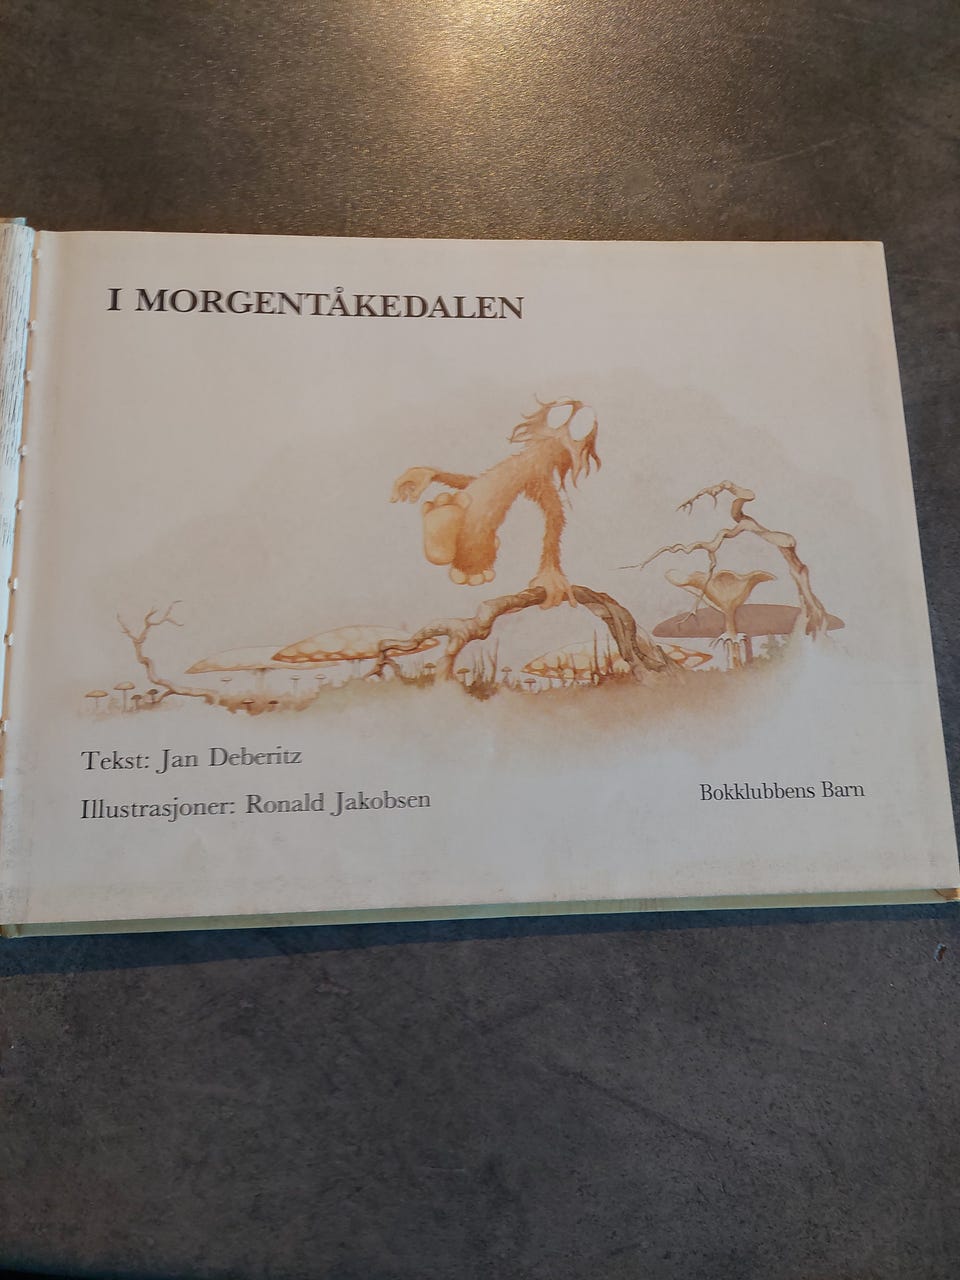 I MORGENTÅKEDALEN
Tekst: Jan Deberitz
Illustrasjoner: Ronald Jakobsen
Bokklubbens Barn